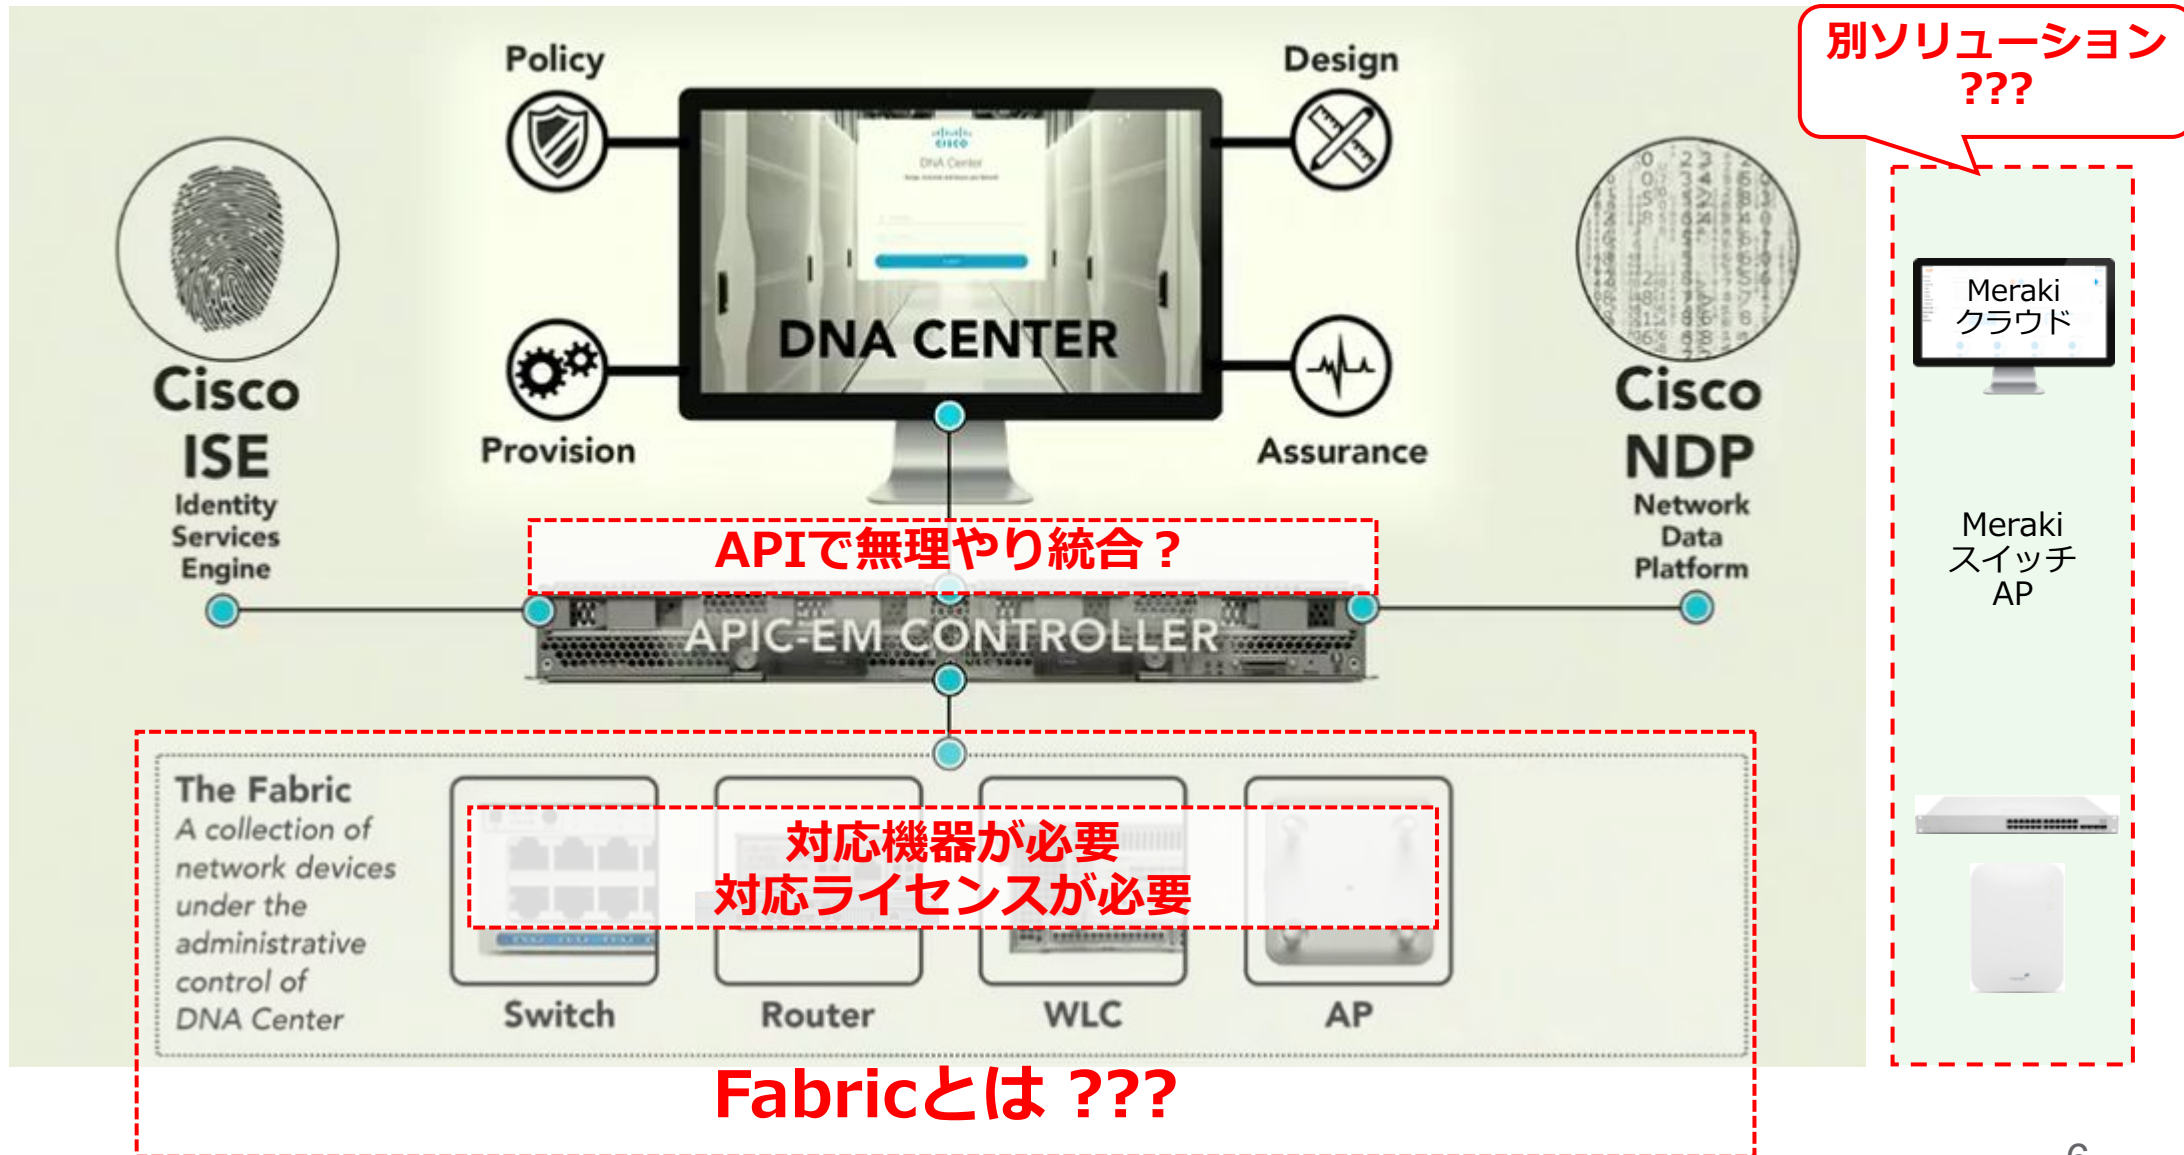 別ソリューション
???
Policy
Design
CISCO
DNA Center
DNA CENTER
Provision
Assurance
Cisco
ISE
Identity
Services
Engine
Cisco
NDP
Network
Data
Platform
Meraki
クラウド
Meraki
スイッチ
AP
APIで無理やり統合？
APIC-EM CONTROLLER
The Fabric
A collection of
network devices
under the
administrative
control of
DNA Center
対応機器が必要
対応ライセンスが必要
Switch
Router
WLC
AP
Fabricとは ???
6